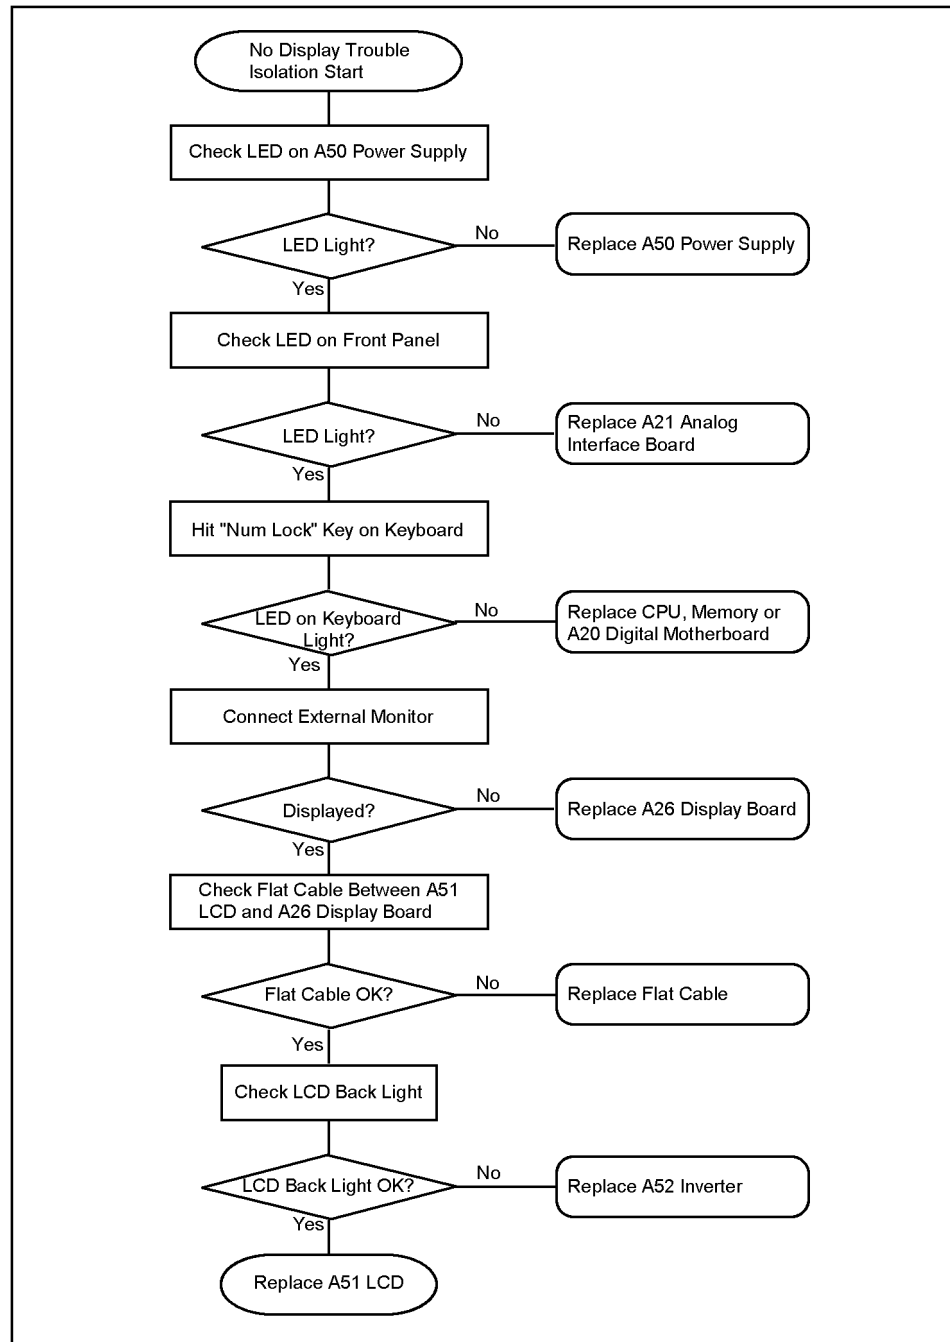 No Display Trouble
Isolation Start
Check LED on A50 Power Supply
LED Light?
No
Replace A50 Power Supply
Yes
Check LED on Front Panel
LED Light?
No
Replace A21 Analog
Interface Board
Yes
Hit "Num Lock" Key on Keyboard
LED on Keyboard
Light?
No
Replace CPU, Memory or
A20 Digital Motherboard
Yes
Connect External Monitor
Displayed?
No
Replace A26 Display Board
Yes
Check Flat Cable Between A51
LCD and A26 Display Board
Flat Cable OK?
No
Replace Flat Cable
Yes
Check LCD Back Light
LCD Back Light OK?
No
Replace A52 Inverter
Yes
Replace A51 LCD